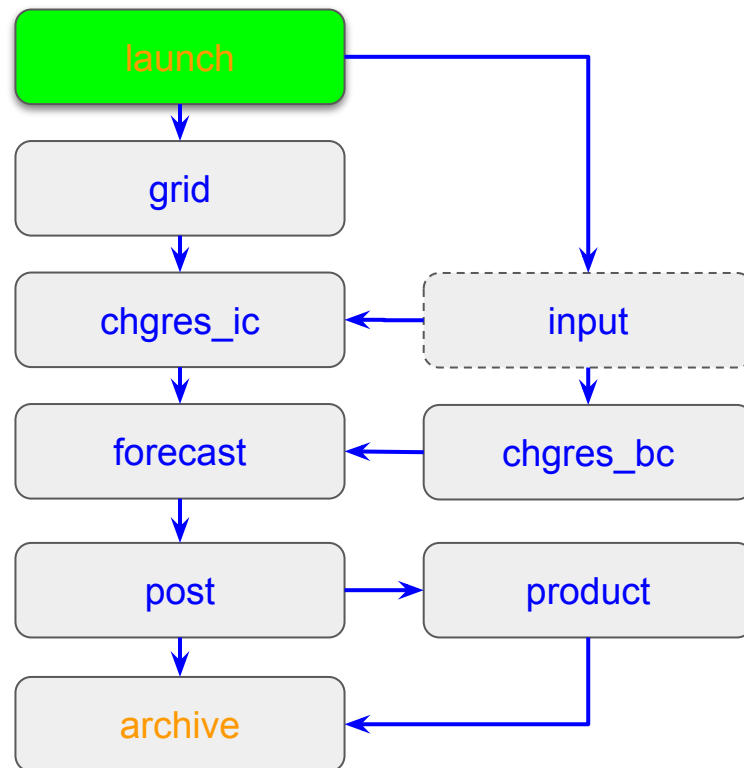 launch
grid
chgres_ic
input
forecast
chgres_bc
post
product
archive